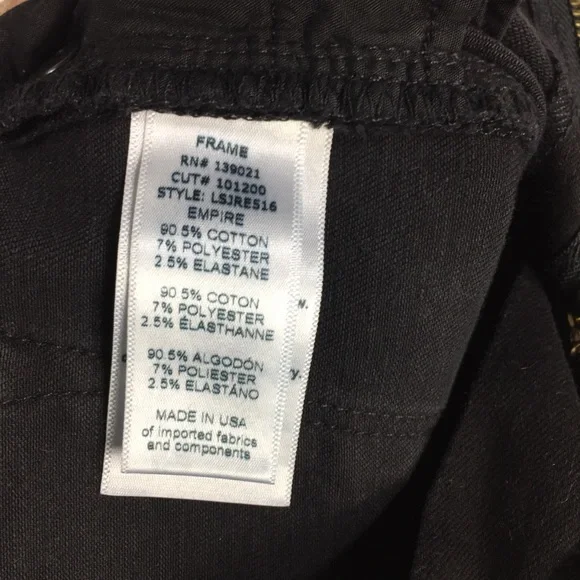 FRAME
RN# 139021
CUT# 101200
STYLE: LSJRE516
EMPIRE
90.5% COTTON
7% POLYESTER
2.5% ELASTANE
90.5% COTON
7% POLYESTER
2.5% ÉLASTHANNE
90.5% ALGODÓN
7% POLIESTER
2.5% ELASTÁNO
MADE IN USA
of imported fabrics
and components